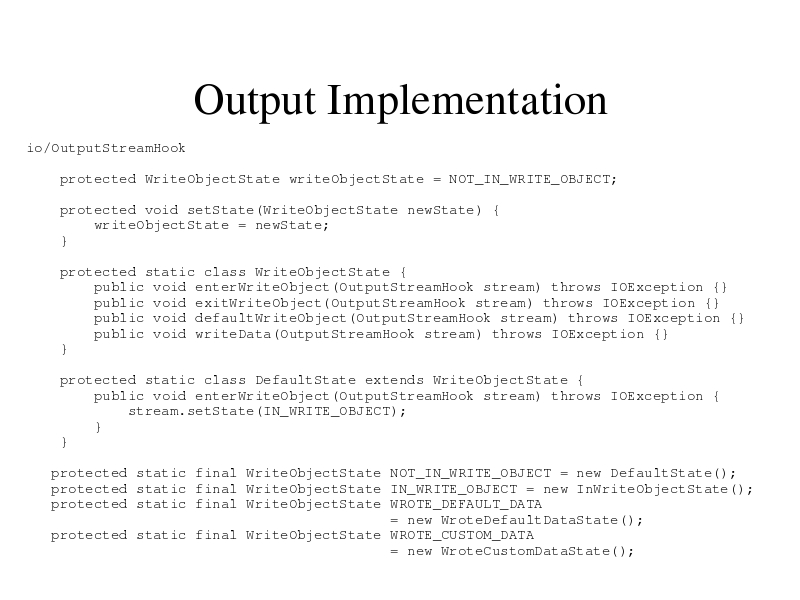 Output Implementation
io/OutputStreamHook
protected WriteObjectState writeObjectState = NOT_IN_WRITE_OBJECT;
protected void setState(WriteObjectState newState) {
writeObjectState = newState;
}
protected static class WriteObjectState {
public void enterWriteObject(OutputStreamHook stream) throws IOException {}
public void exitWriteObject(OutputStreamHook stream) throws IOException {}
public void defaultWriteObject(OutputStreamHook stream) throws IOException {}
public void writeData(OutputStreamHook stream) throws IOException {}
}
protected static class DefaultState extends WriteObjectState {
public void enterWriteObject(OutputStreamHook stream) throws IOException {
stream.setState(IN_WRITE_OBJECT);
}
}
protected static final WriteObjectState NOT_IN_WRITE_OBJECT = new DefaultState();
protected static final WriteObjectState IN_WRITE_OBJECT = new InWriteObjectState();
protected static final WriteObjectState WROTE_DEFAULT_DATA
= new WroteDefaultDataState();
protected static final WriteObjectState WROTE_CUSTOM_DATA
= new WroteCustomDataState();